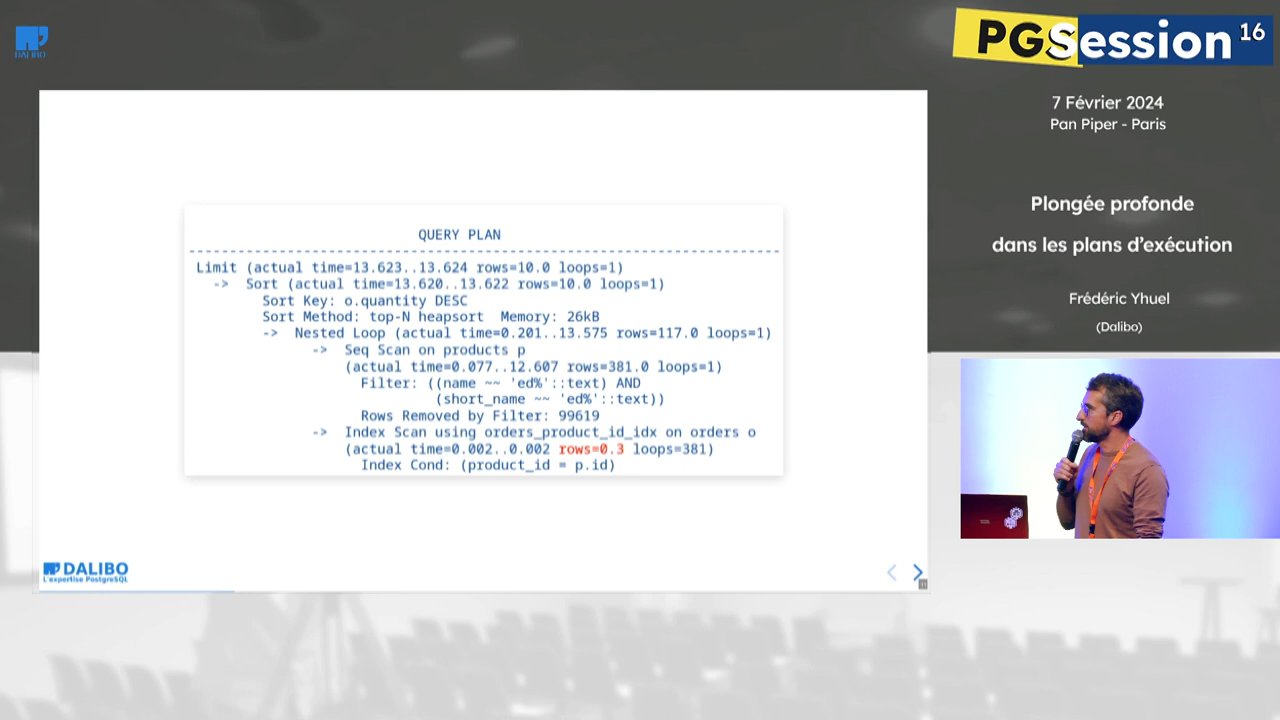 DALIBO
PGSession 16
7 Février 2024
Pan Piper - Paris
Plongée profonde
dans les plans d’exécution
Frédéric Yhuel
(Dalibo)
QUERY PLAN
-------------------------------------------------------------------------
Limit (actual time=13.623..13.624 rows=10.0 loops=1)
-> Sort (actual time=13.620..13.622 rows=10.0 loops=1)
Sort Key: o.quantity DESC
Sort Method: top-N heapsort  Memory: 26kB
-> Nested Loop (actual time=0.201..13.575 rows=117.0 loops=1)
-> Seq Scan on products p
(actual time=0.077..12.607 rows=381.0 loops=1)
Filter: ((name ~~ 'ed%'::text) AND
(short_name ~~ 'ed%'::text))
Rows Removed by Filter: 99619
-> Index Scan using orders_product_id_idx on orders o
(actual time=0.002..0.002 rows=0.3 loops=381)
Index Cond: (product_id = p.id)
DALIBO
L'expertise PostgreSQL